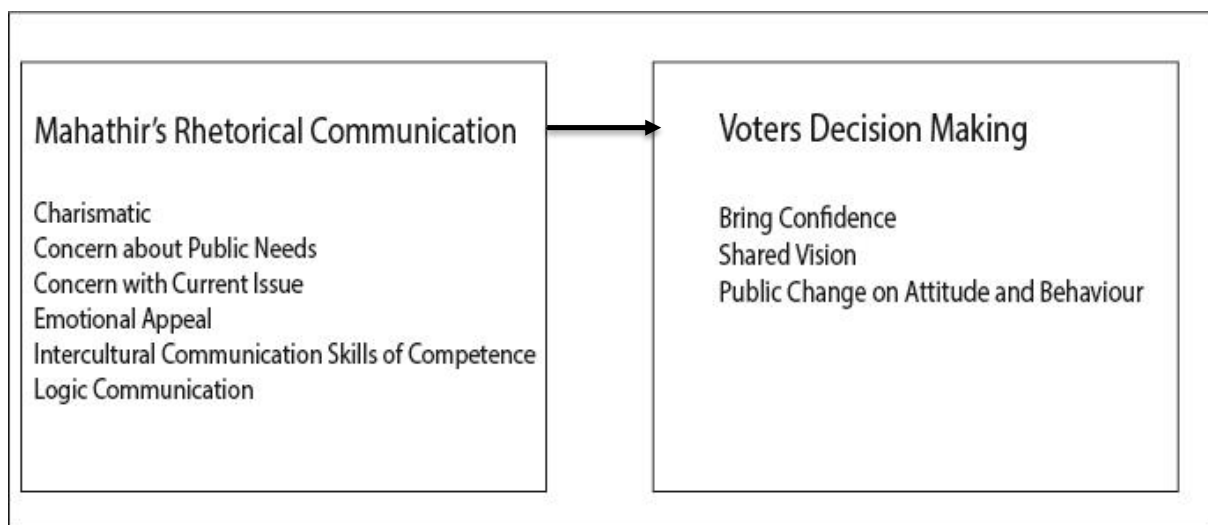 Mahathir's Rhetorical Communication
Charismatic
Concern about Public Needs
Concern with Current Issue
Emotional Appeal
Intercultural Communication Skills of Competence
Logic Communication
Voters Decision Making
Bring Confidence
Shared Vision
Public Change on Attitude and Behaviour